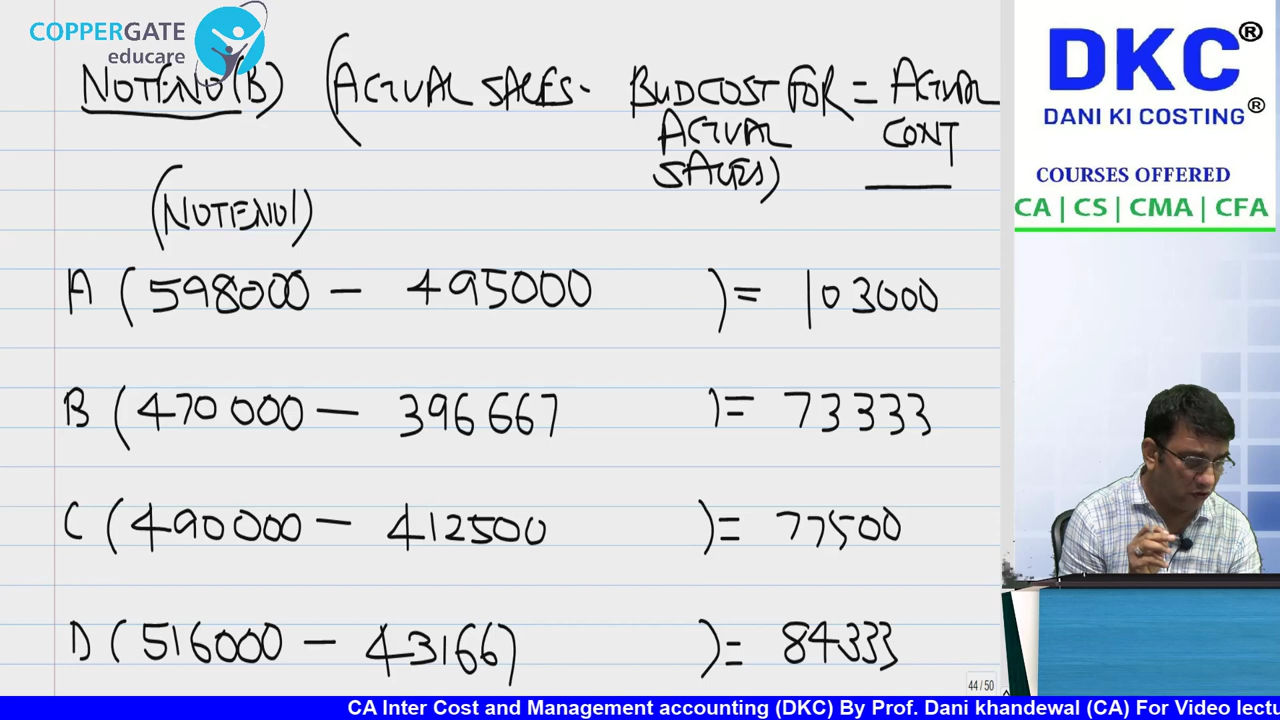 COPPERGATE
educare
NOTENO(B) (ACTUAL SALES - BUDCOST FOR = ACTUAL
ACTUAL CONT
SALES)
(NOTENO1)
A (598000 — 495000 ) = 103000
B (470000 — 396667 ) = 73333
C (490000 — 412500 ) = 77500
D (516000 — 431667 ) = 84333
44/50
DKC®
DANI KI COSTING®
COURSES OFFERED
CA | CS | CMA | CFA
CA Inter Cost and Management accounting (DKC) By Prof. Dani khandewal (CA) For Video lectu